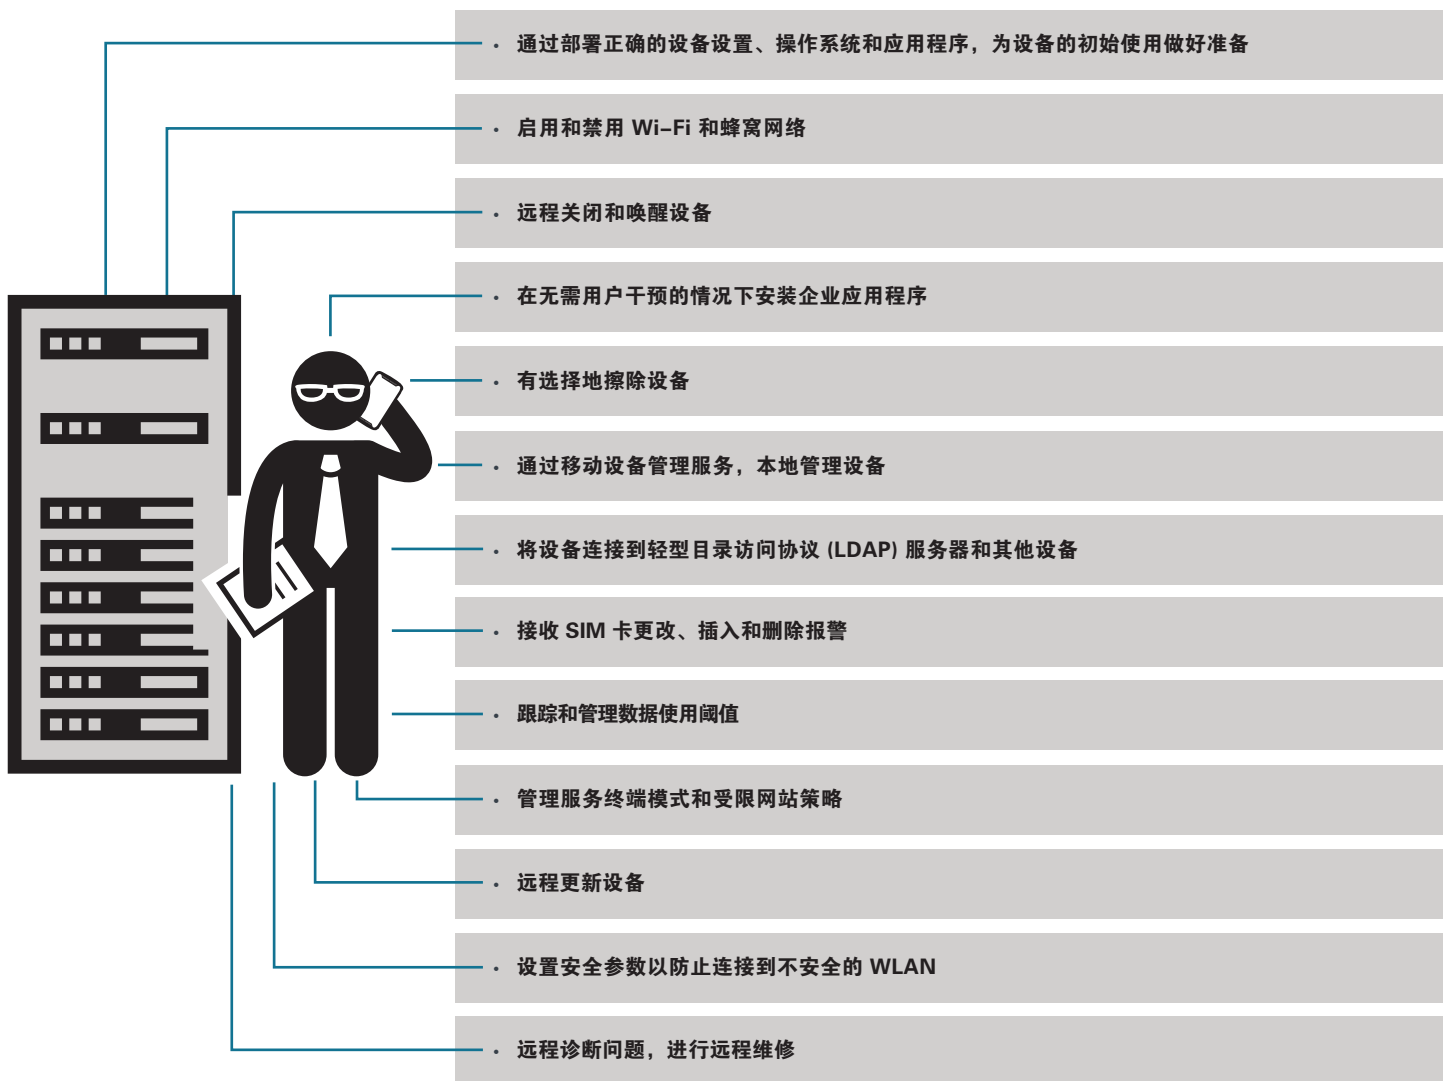 • 通过部署正确的设备设置、操作系统和应用程序，为设备的初始使用做好准备
• 启用和禁用 Wi-Fi 和蜂窝网络
• 远程关闭和唤醒设备
• 在无需用户干预的情况下安装企业应用程序
• 有选择地擦除设备
• 通过移动设备管理服务，本地管理设备
• 将设备连接到轻型目录访问协议 (LDAP) 服务器和其他设备
• 接收 SIM 卡更改、插入和删除报警
• 跟踪和管理数据使用阈值
• 管理服务终端模式和受限网站策略
• 远程更新设备
• 设置安全参数以防止连接到不安全的 WLAN
• 远程诊断问题，进行远程维修